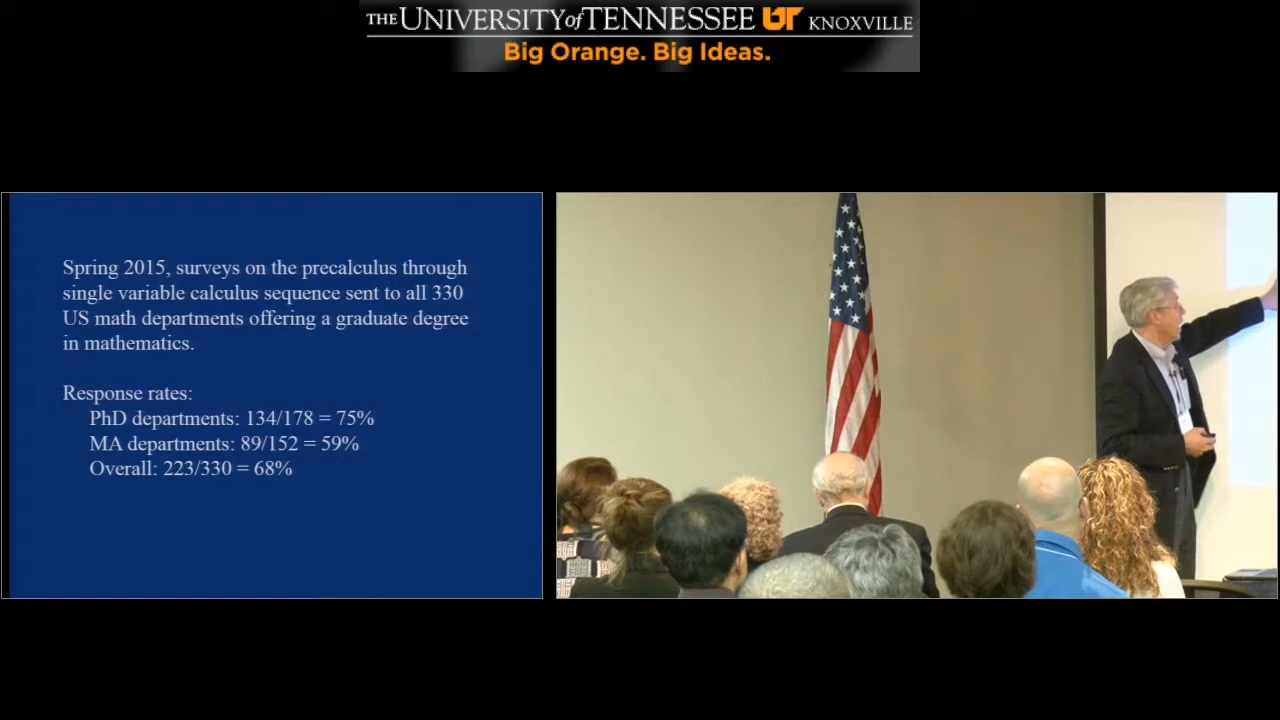 THE UNIVERSITY of TENNESSEE UT KNOXVILLE
Big Orange. Big Ideas.
Spring 2015, surveys on the precalculus through
single variable calculus sequence sent to all 330
US math departments offering a graduate degree
in mathematics.
Response rates:
PhD departments: 134/178 = 75%
MA departments: 89/152 = 59%
Overall: 223/330 = 68%